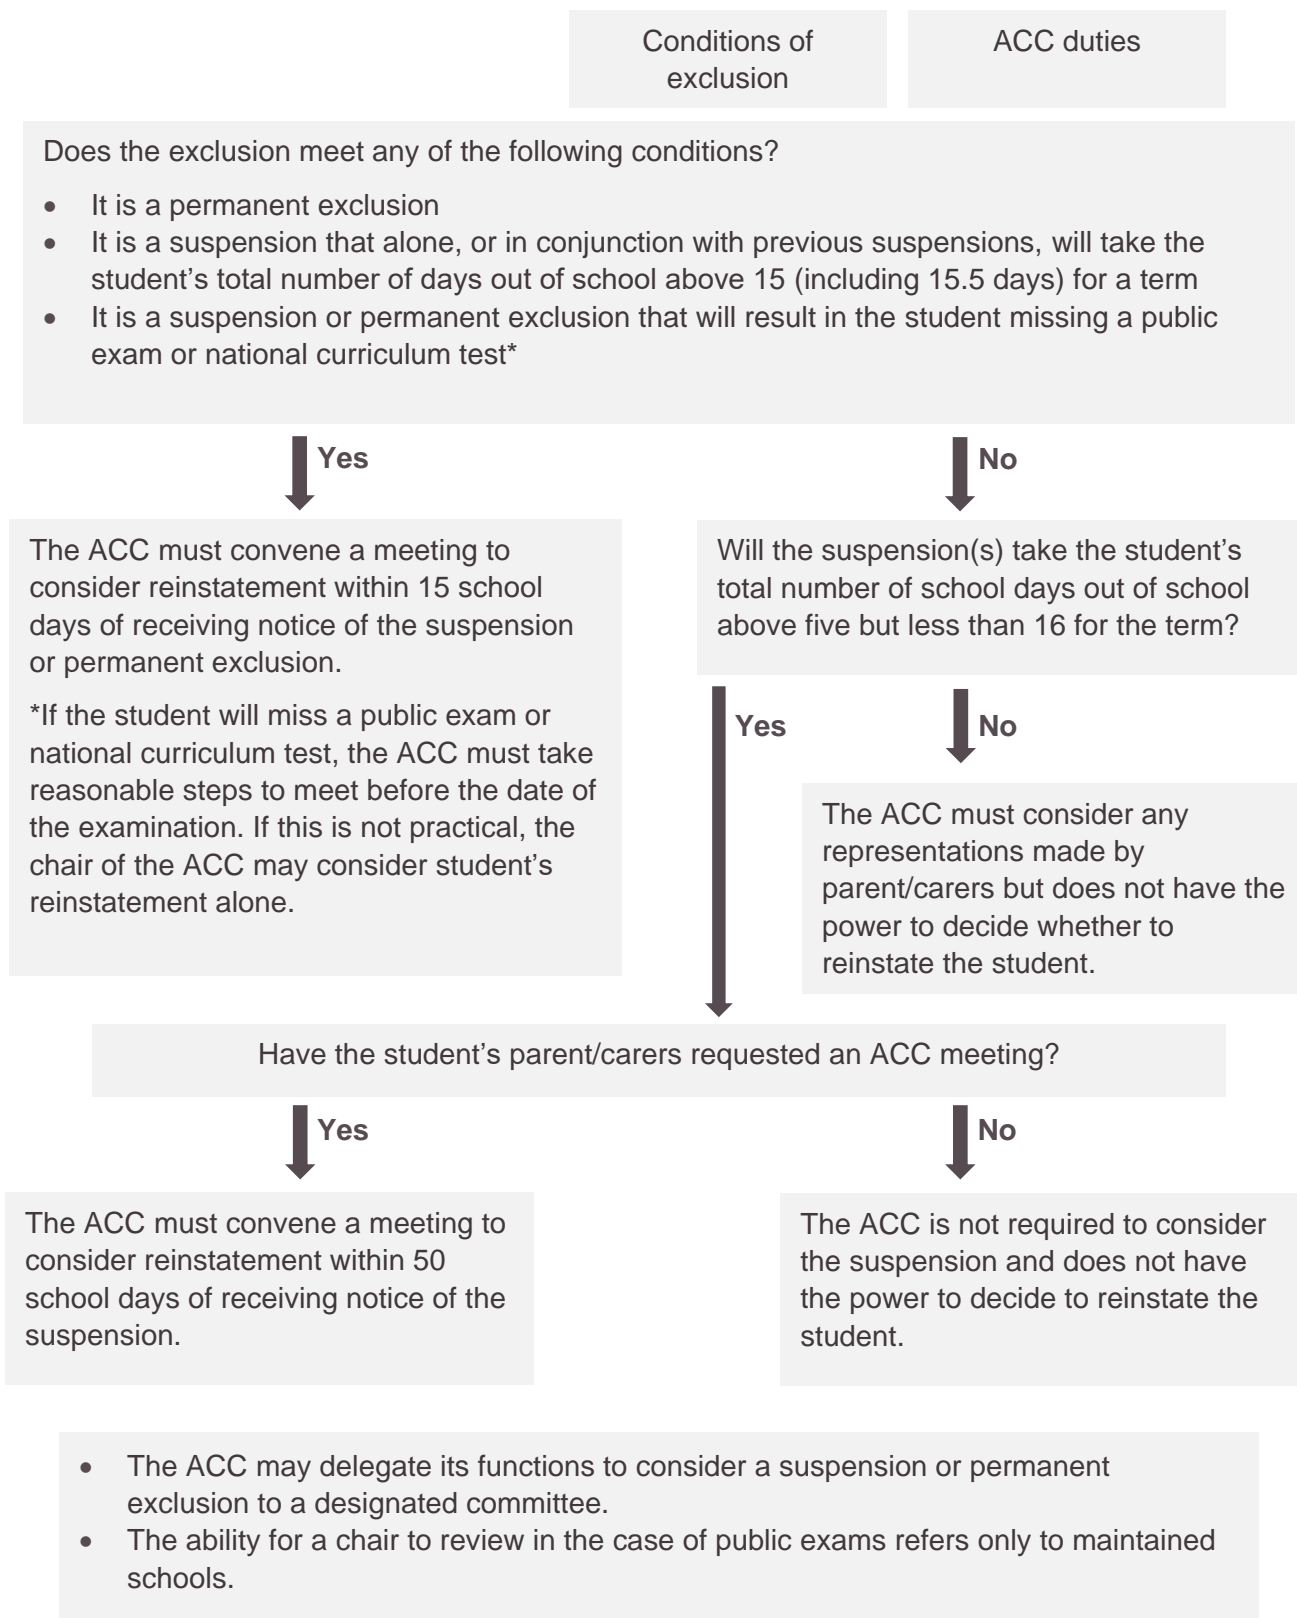 Conditions of
exclusion
ACC duties
Does the exclusion meet any of the following conditions?
• It is a permanent exclusion
• It is a suspension that alone, or in conjunction with previous suspensions, will take the
student’s total number of days out of school above 15 (including 15.5 days) for a term
• It is a suspension or permanent exclusion that will result in the student missing a public
exam or national curriculum test*
Yes
No
The ACC must convene a meeting to
consider reinstatement within 15 school
days of receiving notice of the suspension
or permanent exclusion.
*If the student will miss a public exam or
national curriculum test, the ACC must take
reasonable steps to meet before the date of
the examination. If this is not practical, the
chair of the ACC may consider student’s
reinstatement alone.
Will the suspension(s) take the student’s
total number of school days out of school
above five but less than 16 for the term?
Yes
No
The ACC must consider any
representations made by
parent/carers but does not have the
power to decide whether to
reinstate the student.
Have the student’s parent/carers requested an ACC meeting?
Yes
No
The ACC must convene a meeting to
consider reinstatement within 50
school days of receiving notice of the
suspension.
The ACC is not required to consider
the suspension and does not have
the power to decide to reinstate the
student.
• The ACC may delegate its functions to consider a suspension or permanent
exclusion to a designated committee.
• The ability for a chair to review in the case of public exams refers only to maintained
schools.